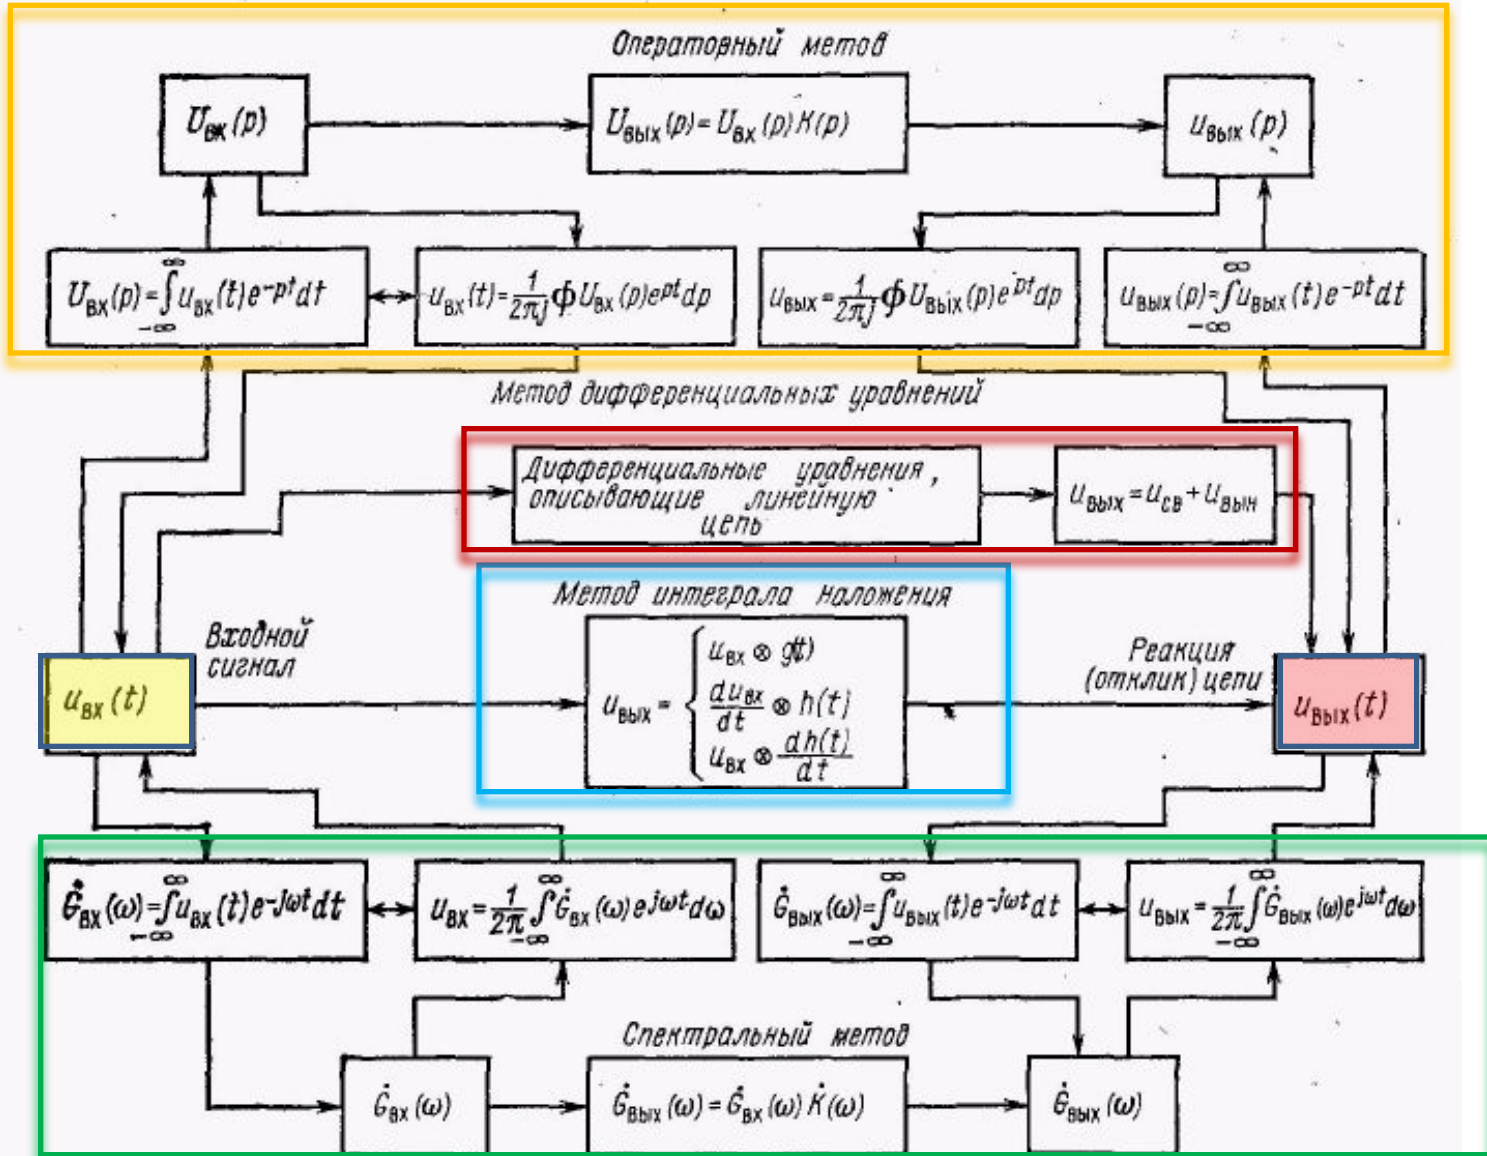 Операторный метод
U_вх(p)
U_вых(p) = U_вх(p) K(p)
u_вых(p)
U_вх(p) = ∫_{-∞}^{∞} u_вх(t) e^{-pt} dt
u_вх(t) = 1/(2πj) ∮ U_вх(p) e^{pt} dp
u_вых = 1/(2πj) ∮ U_вых(p) e^{pt} dp
u_вых(p) = ∫_{-∞}^{∞} u_вых(t) e^{-pt} dt
Метод дифференциальных уравнений
Дифференциальные уравнения,
описывающие линейную
цепь
u_вых = u_св + u_вын
Метод интеграла наложения
Входной
сигнал
u_вх(t)
u_вых = {
u_вх ⊗ g(t)
du_вх/dt ⊗ h(t)
u_вх ⊗ dh(t)/dt
Реакция
(отклик) цепи
u_вых(t)
Ġ_вх(ω) = ∫_{-∞}^{∞} u_вх(t) e^{-jωt} dt
u_вх = 1/(2π) ∫_{-∞}^{∞} Ġ_вх(ω) e^{jωt} dω
Ġ_вых(ω) = ∫_{-∞}^{∞} u_вых(t) e^{-jωt} dt
u_вых = 1/(2π) ∫_{-∞}^{∞} Ġ_вых(ω) e^{jωt} dω
Спектральный метод
Ġ_вх(ω)
Ġ_вых(ω) = Ġ_вх(ω) K̇(ω)
Ġ_вых(ω)